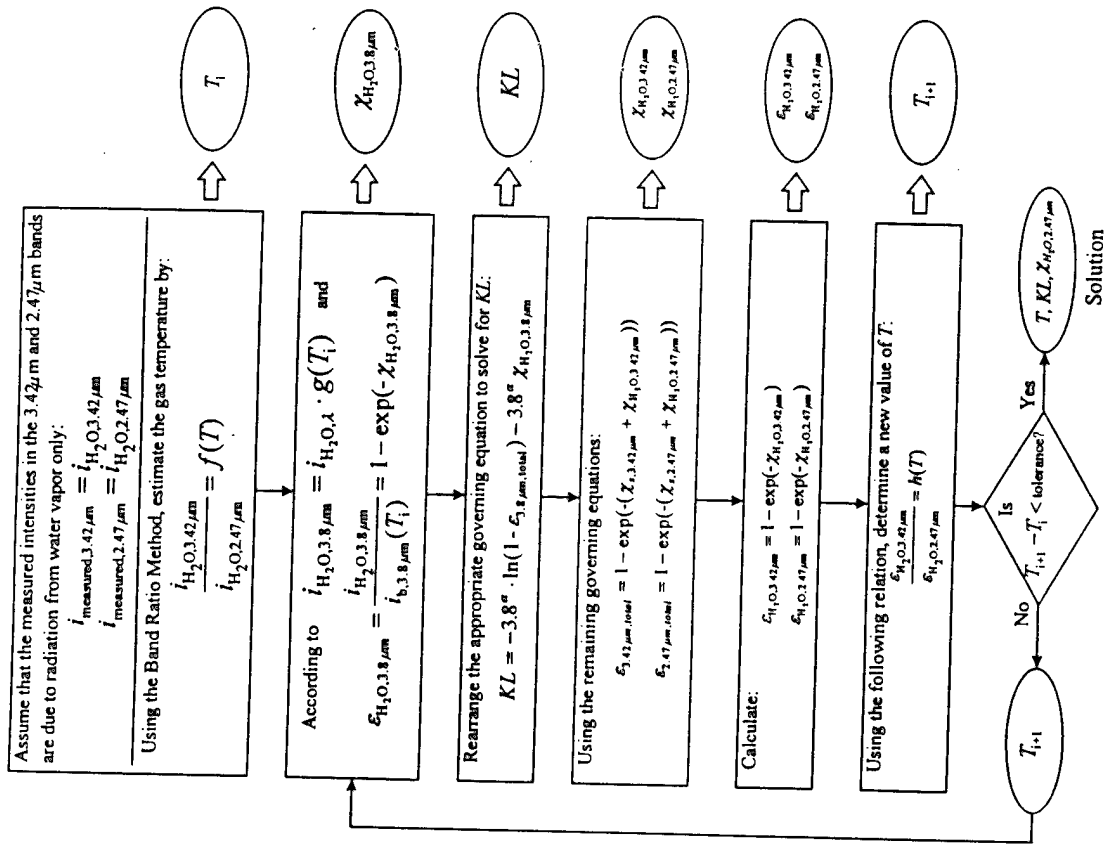 Assume that the measured intensities in the 3.42μm and 2.47μm bands
are due to radiation from water vapor only:
i_measured,3.42μm = i_H₂O,3.42μm
i_measured,2.47μm = i_H₂O,2.47μm
Using the Band Ratio Method, estimate the gas temperature by:
i_H₂O,3.42μm / i_H₂O,2.47μm = f(T)
T_i
According to i_H₂O,3.8μm = i_H₂O,λ · g(T_i) and
ε_H₂O,3.8μm = i_H₂O,3.8μm / i_b,3.8μm(T_i) = 1 − exp(-χ_H₂O,3.8μm)
χ_H₂O,3.8μm
Rearrange the appropriate governing equation to solve for KL:
KL = −3.8^α · ln(1- ε_3.8μm,total) − 3.8^α χ_H₂O,3.8μm
KL
Using the remaining governing equations:
ε_3.42μm,total = 1 − exp(-(χ_s,3.42μm + χ_H₂O,3.42μm))
ε_2.47μm,total = 1 − exp(-(χ_s,2.47μm + χ_H₂O,2.47μm))
χ_H₂O,3.42μm
χ_H₂O,2.47μm
Calculate:
ε_H₂O,3.42μm = 1 − exp(-χ_H₂O,3.42μm)
ε_H₂O,2.47μm = 1 − exp(-χ_H₂O,2.47μm)
ε_H₂O,3.42μm
ε_H₂O,2.47μm
Using the following relation, determine a new value of T:
ε_H₂O,3.42μm / ε_H₂O,2.47μm = h(T)
T_i+1
Is
T_i+1 − T_i < tolerance?
No
Yes
T_i+1
T, KL, χ_H₂O,2.47μm
Solution